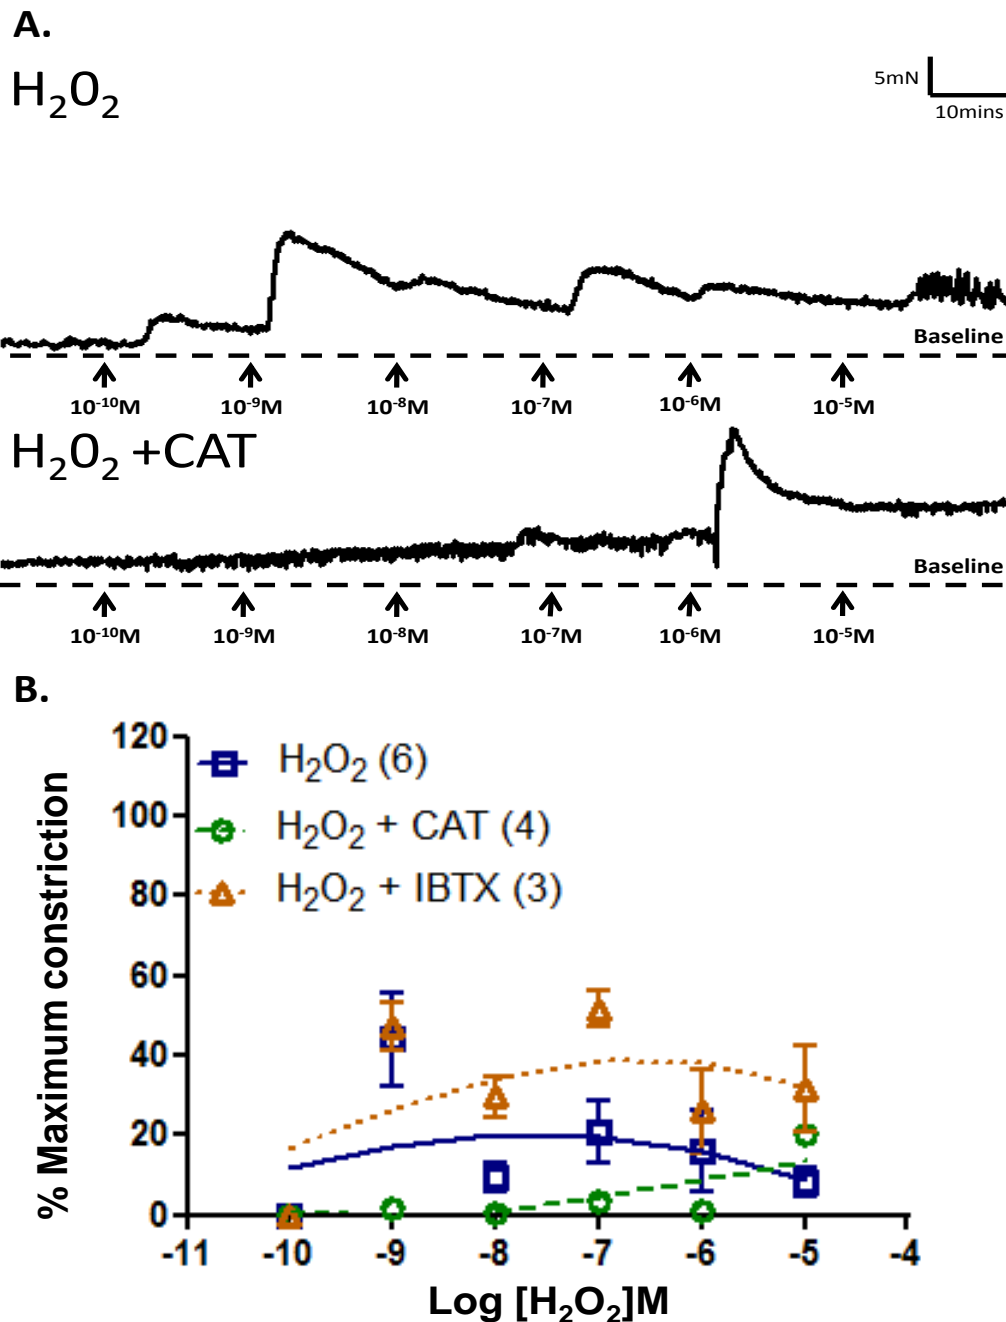 A.
H₂0₂
5mN
10mins
Baseline
10⁻¹⁰M 10⁻⁹M 10⁻⁸M 10⁻⁷M 10⁻⁶M 10⁻⁵M
H₂0₂ +CAT
Baseline
10⁻¹⁰M 10⁻⁹M 10⁻⁸M 10⁻⁷M 10⁻⁶M 10⁻⁵M
B.
% Maximum constriction
120
100
80
60
40
20
0
H₂O₂ (6)
H₂O₂ + CAT (4)
H₂O₂ + IBTX (3)
-11 -10 -9 -8 -7 -6 -5 -4
Log [H₂O₂]M